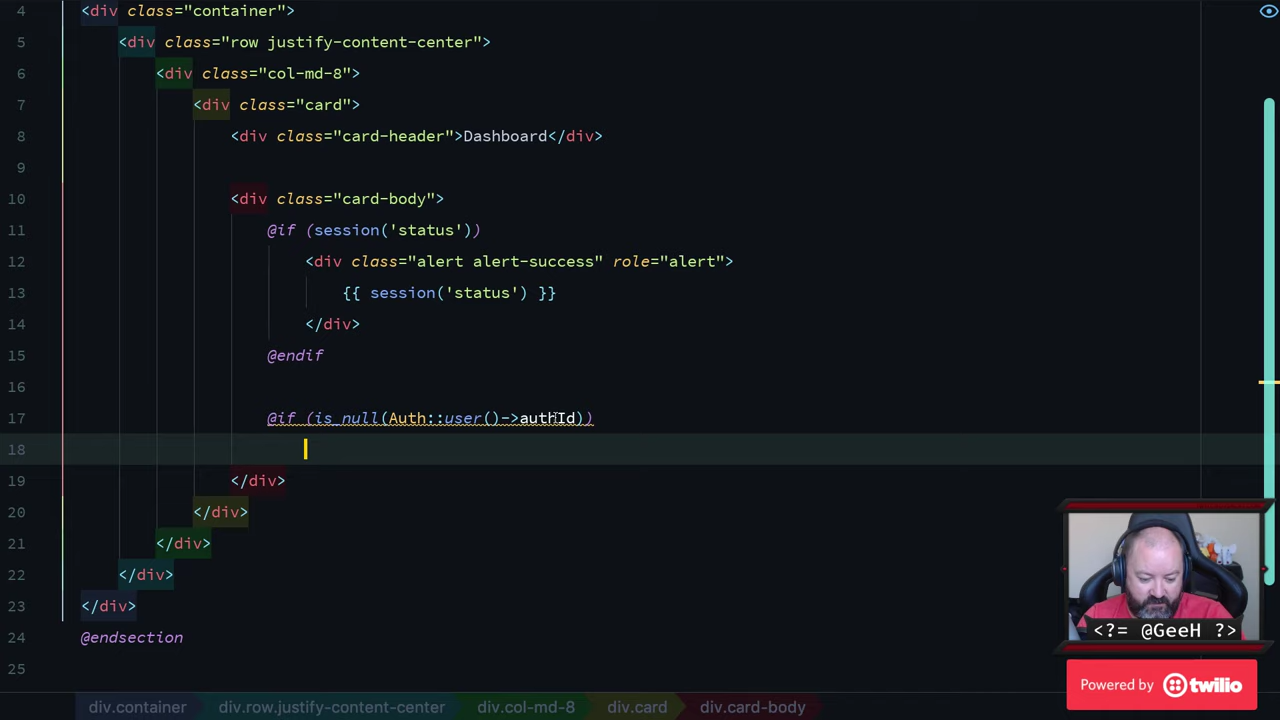 4 <div class="container">
5 <div class="row justify-content-center">
6 <div class="col-md-8">
7 <div class="card">
8 <div class="card-header">Dashboard</div>
9
10 <div class="card-body">
11 @if (session('status'))
12 <div class="alert alert-success" role="alert">
13 {{ session('status') }}
14 </div>
15 @endif
16
17 @if (is_null(Auth::user()->authId))
18
19 </div>
20 </div>
21 </div>
22 </div>
23 </div>
24 @endsection
25
<?= @GeeH ?>
Powered by twilio
div.container div.row.justify-content-center div.col-md-8 div.card div.card-body